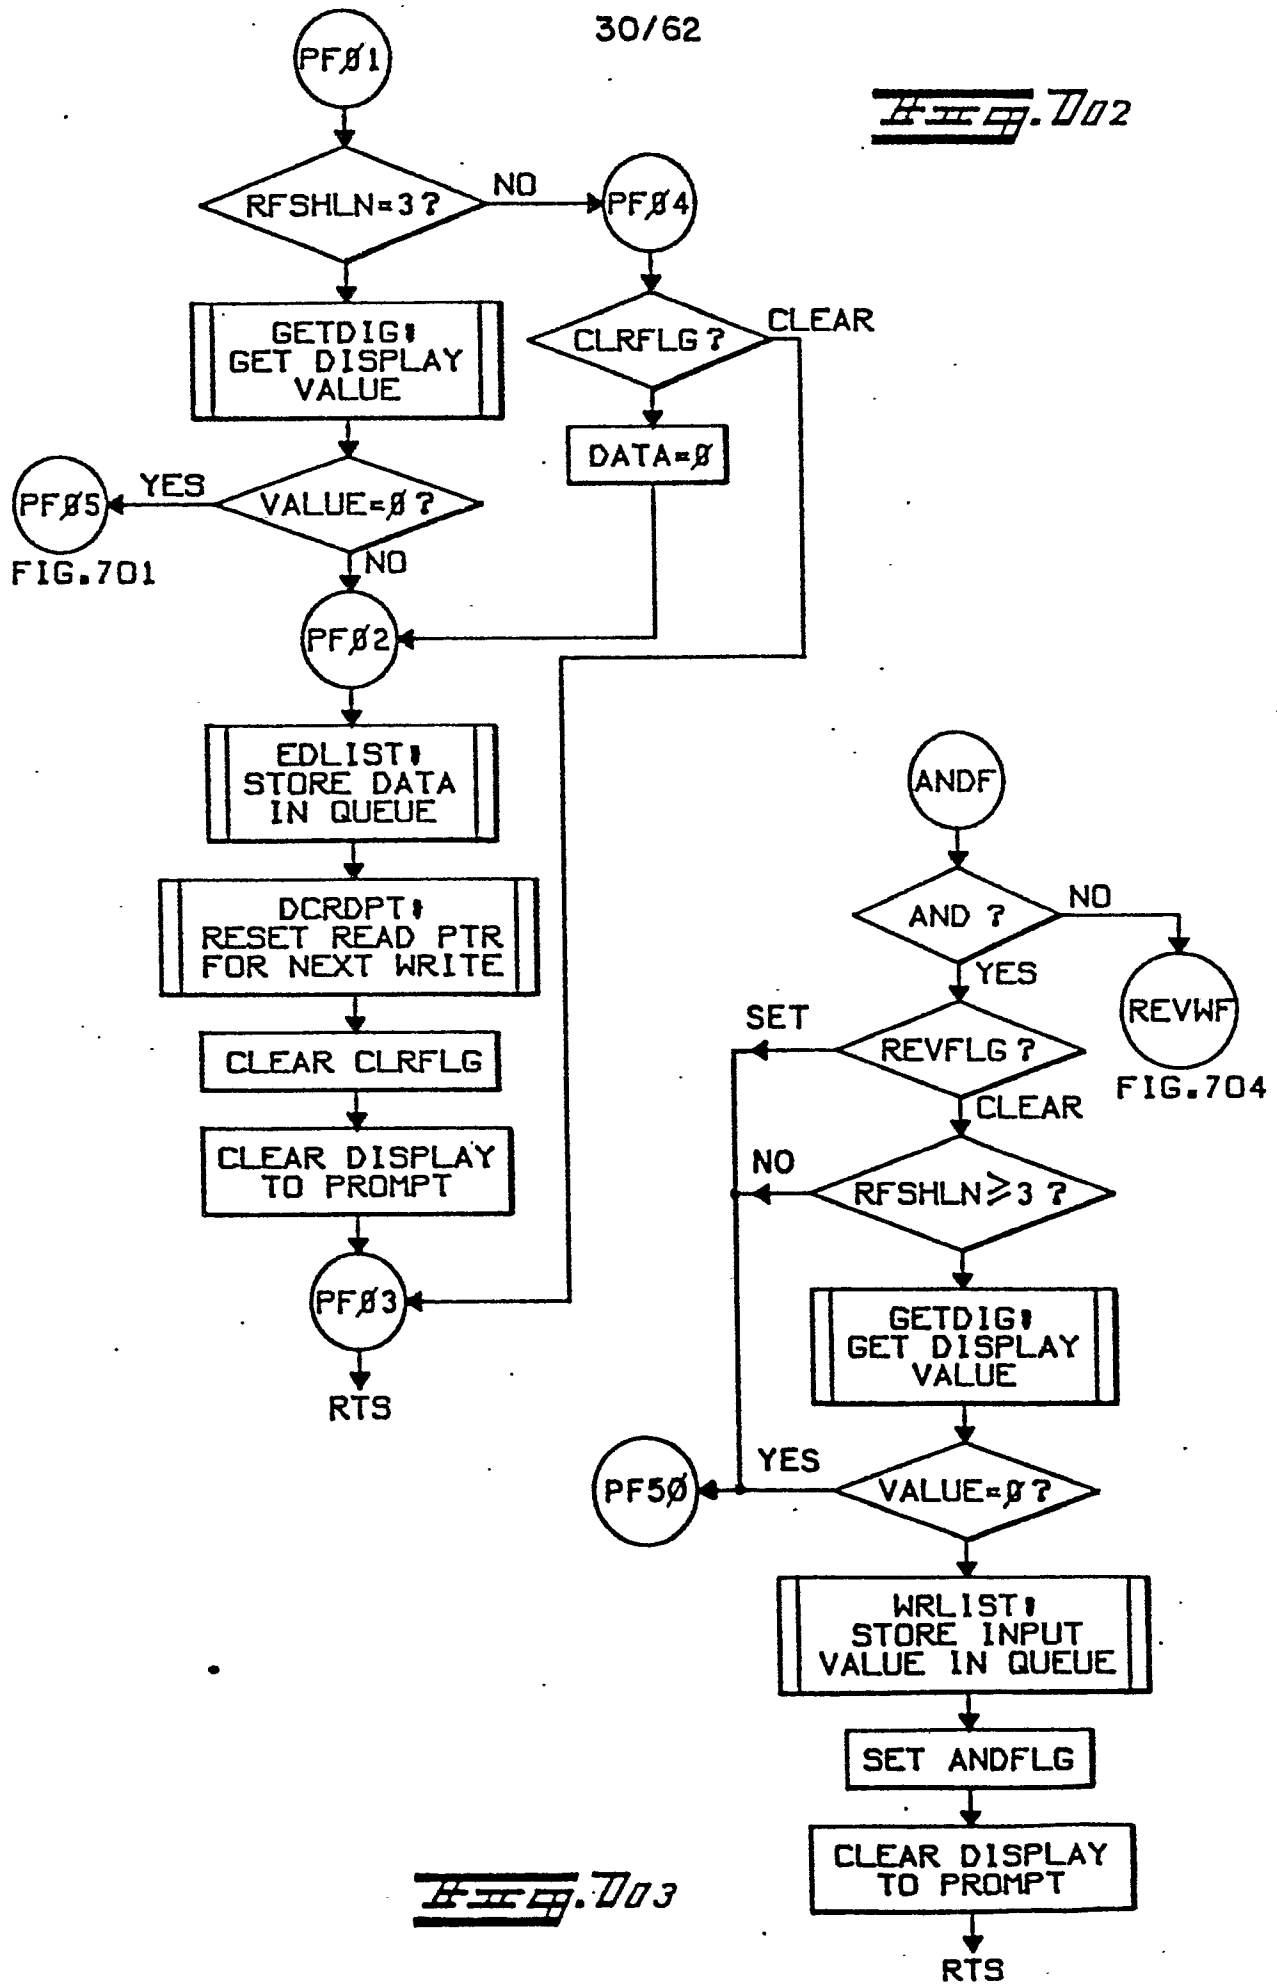 30/62
Fig. 702
PFØ1
RFSHLN=3?
NO
PFØ4
GETDIG:
GET DISPLAY
VALUE
CLRFLG?
CLEAR
DATA=Ø
VALUE=Ø?
YES
PFØ5
FIG.701
NO
PFØ2
EDLIST:
STORE DATA
IN QUEUE
DCRDPT:
RESET READ PTR
FOR NEXT WRITE
CLEAR CLRFLG
CLEAR DISPLAY
TO PROMPT
PFØ3
RTS
ANDF
AND ?
NO
REVWF
FIG.704
YES
REVFLG?
SET
CLEAR
RFSHLN⩾3?
NO
GETDIG:
GET DISPLAY
VALUE
VALUE=Ø?
YES
PF5Ø
WRLIST:
STORE INPUT
VALUE IN QUEUE
SET ANDFLG
CLEAR DISPLAY
TO PROMPT
RTS
Fig. 703